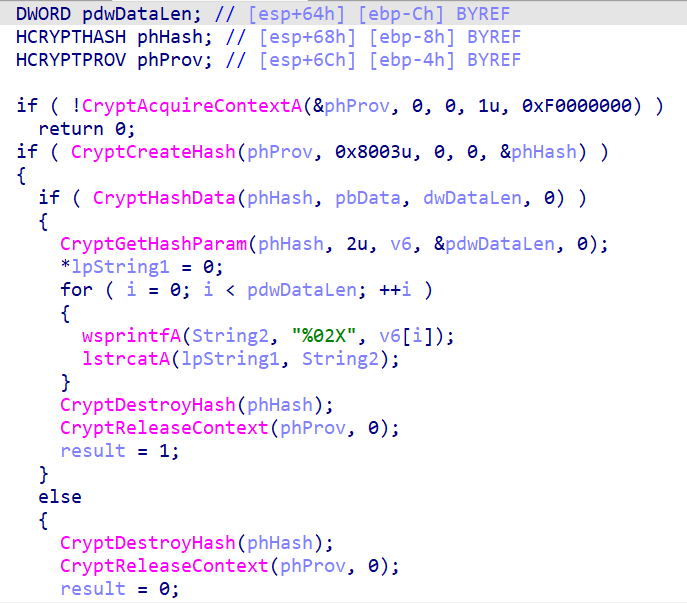 DWORD pdwDataLen; // [esp+64h] [ebp-Ch] BYREF
HCRYPTHASH phHash; // [esp+68h] [ebp-8h] BYREF
HCRYPTPROV phProv; // [esp+6Ch] [ebp-4h] BYREF
if ( !CryptAcquireContextA(&phProv, 0, 0, 1u, 0xF0000000) )
return 0;
if ( CryptCreateHash(phProv, 0x8003u, 0, 0, &phHash) )
{
if ( CryptHashData(phHash, pbData, dwDataLen, 0) )
{
CryptGetHashParam(phHash, 2u, v6, &pdwDataLen, 0);
*lpString1 = 0;
for ( i = 0; i < pdwDataLen; ++i )
{
wsprintfA(String2, "%02X", v6[i]);
lstrcatA(lpString1, String2);
}
CryptDestroyHash(phHash);
CryptReleaseContext(phProv, 0);
result = 1;
}
else
{
CryptDestroyHash(phHash);
CryptReleaseContext(phProv, 0);
result = 0;